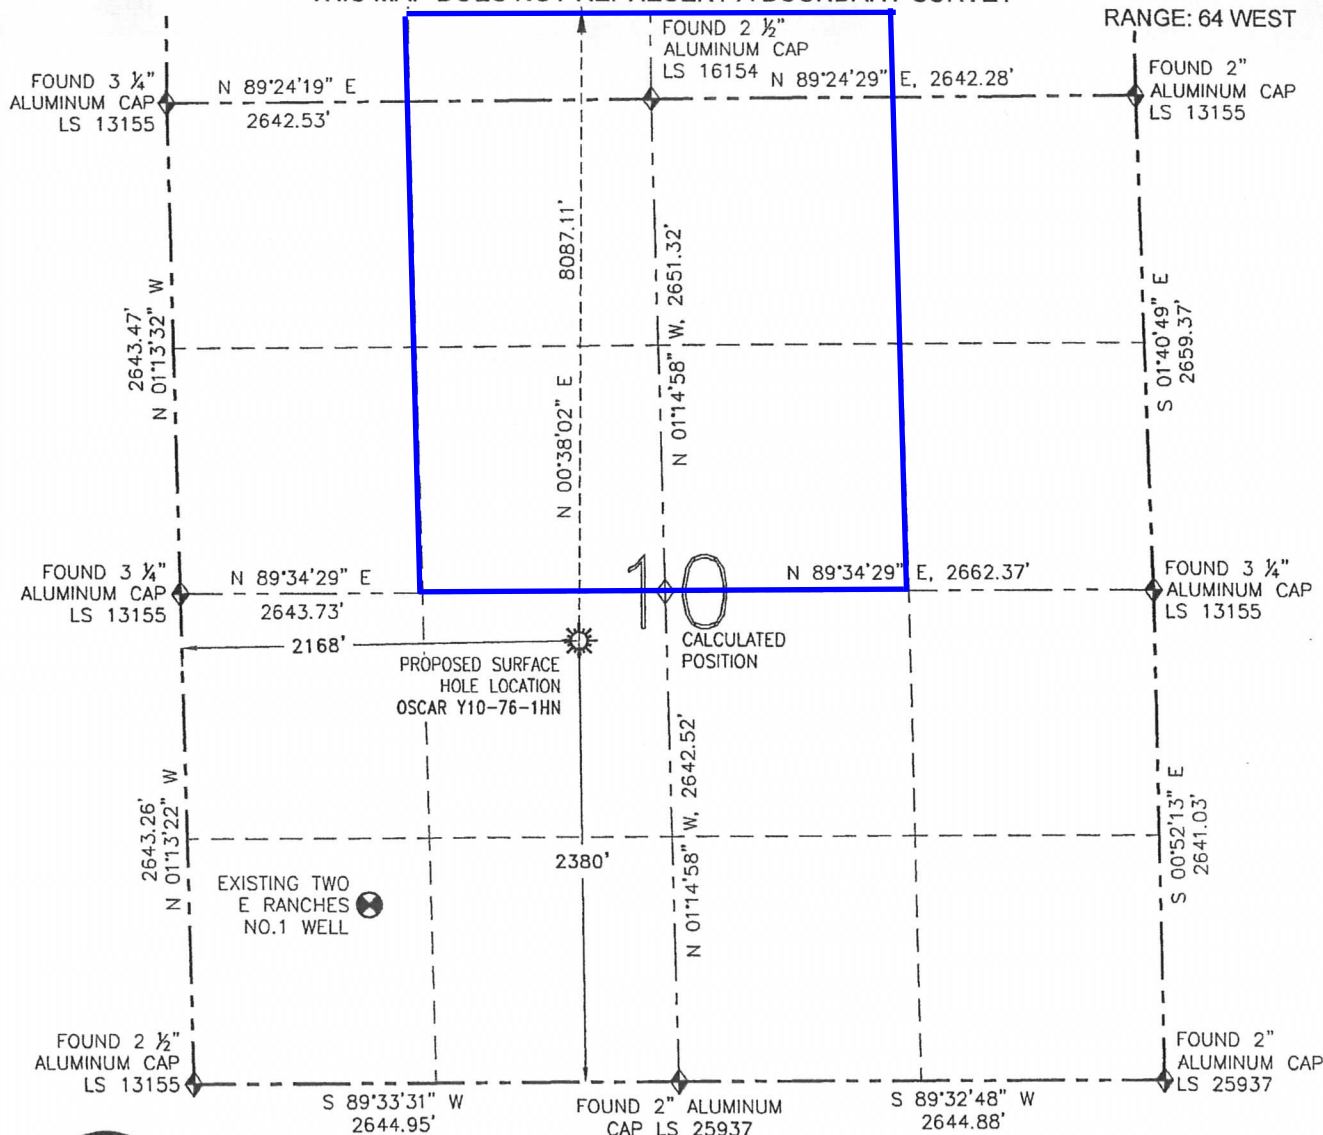 THIS MAP DOES NOT REPRESENT A BOUNDARY SURVEY
RANGE: 64 WEST
FOUND 3 ¼"
ALUMINUM CAP
LS 13155
N 89°24'19" E
2642.53'
FOUND 2 ½"
ALUMINUM CAP
LS 16154
N 89°24'29" E, 2642.28'
FOUND 2"
ALUMINUM CAP
LS 13155
2643.47'
N 01°13'32" W
8087.11'
N 00°38'02" E
N 01°14'58" W, 2651.32'
S 01°40'49" E
2659.37'
FOUND 3 ¼"
ALUMINUM CAP
LS 13155
N 89°34'29" E
2643.73'
10
N 89°34'29" E, 2662.37'
FOUND 3 ¼"
ALUMINUM CAP
LS 13155
2168'
CALCULATED
POSITION
PROPOSED SURFACE
HOLE LOCATION
OSCAR Y10-76-1HN
2643.26'
N 01°13'22" W
2380'
N 01°14'58" W, 2642.52'
S 00°52'13" E
2641.03'
EXISTING TWO
E RANCHES
NO.1 WELL
FOUND 2 ½"
ALUMINUM CAP
LS 13155
S 89°33'31" W
2644.95'
FOUND 2" ALUMINUM
CAP LS 25937
S 89°32'48" W
2644.88'
FOUND 2"
ALUMINUM CAP
LS 25937